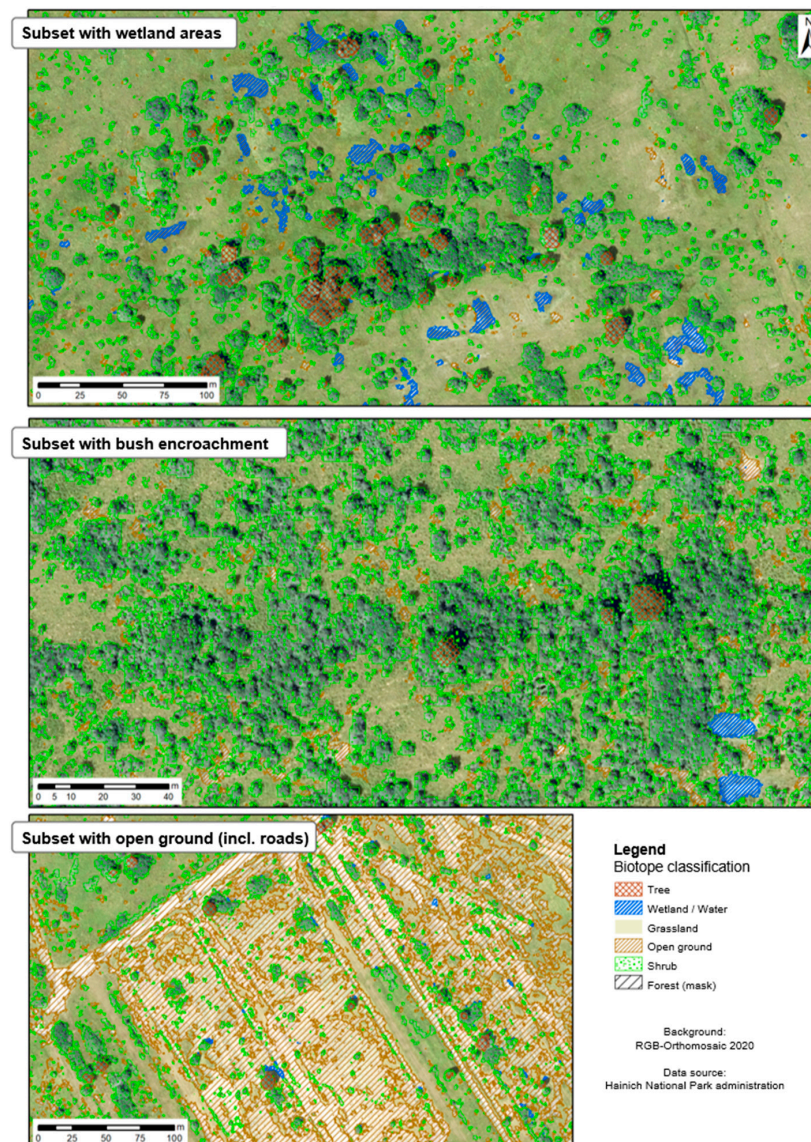 Subset with wetland areas
N
0 25 50 75 100 m
Subset with bush encroachment
0 5 10 20 30 40 m
Subset with open ground (incl. roads)
0 25 50 75 100 m
Legend
Biotope classification
Tree
Wetland / Water
Grassland
Open ground
Shrub
Forest (mask)
Background:
RGB-Orthomosaic 2020
Data source:
Hainich National Park administration